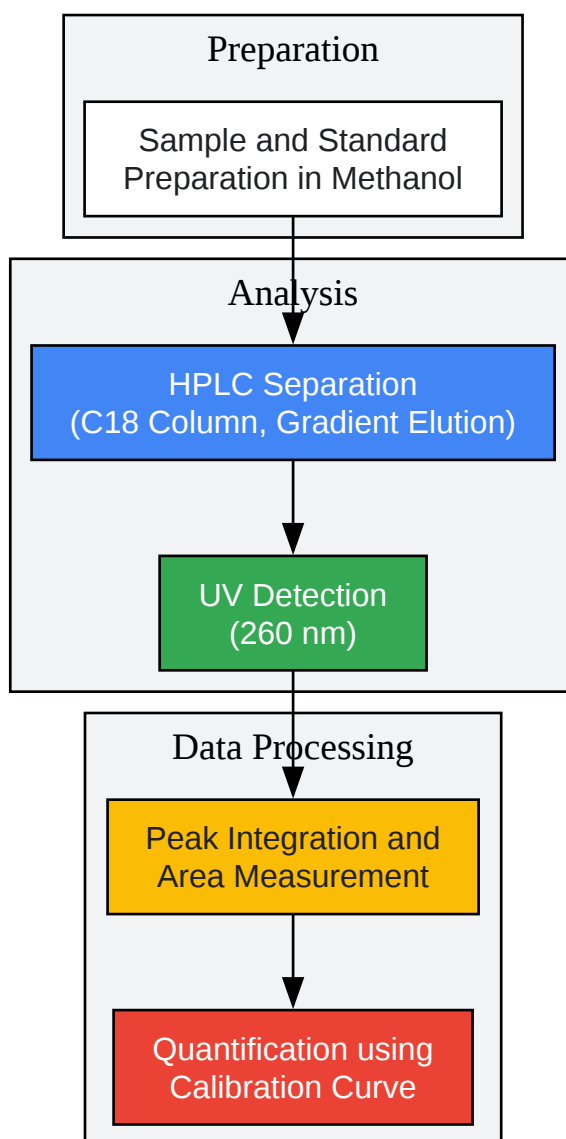 Preparation
Sample and Standard
Preparation in Methanol
Analysis
HPLC Separation
(C18 Column, Gradient Elution)
UV Detection
(260 nm)
Data Processing
Peak Integration and
Area Measurement
Quantification using
Calibration Curve